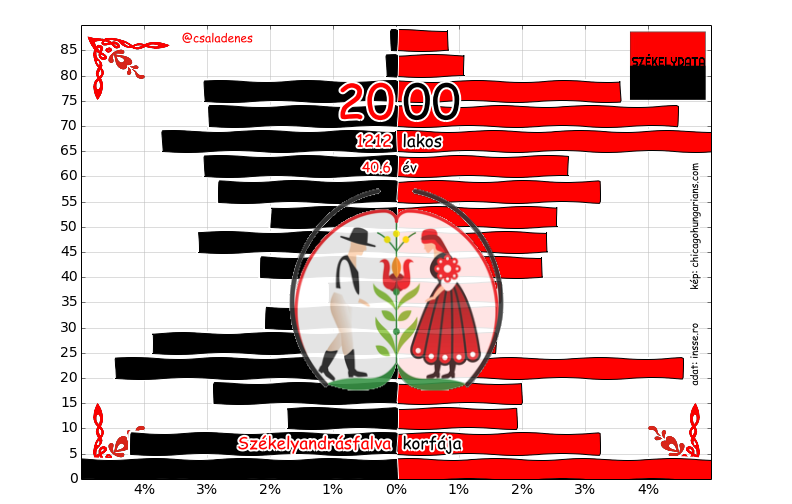 @csaladenes
SZÉKELYDATA
2000
1212 lakos
40.6 év
kép: chicagohungarians.com
adat: insse.ro
Székelyandrásfalva korfája
85
80
75
70
65
60
55
50
45
40
35
30
25
20
15
10
5
0
4% 3% 2% 1% 0% 1% 2% 3% 4%